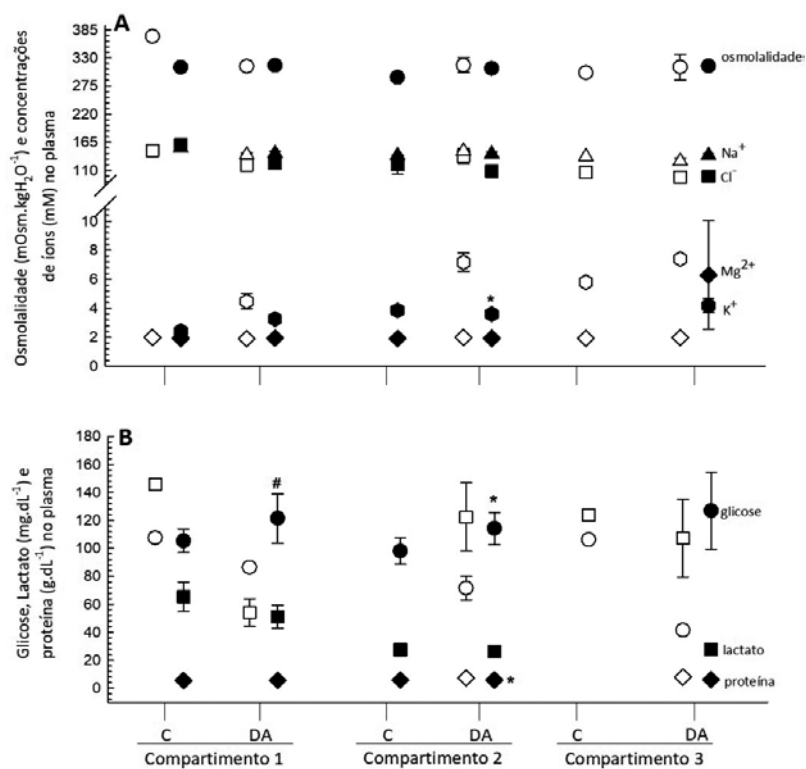 A
Osmolalidade (mOsm.kgH₂O⁻¹) e concentrações
de íons (mM) no plasma
385
330
275
220
165
110
10
8
6
4
2
0
osmolalidade
Na⁺
Cl⁻
Mg²⁺
K⁺
*
B
Glicose, Lactato (mg.dL⁻¹) e
proteína (g.dL⁻¹) no plasma
180
160
140
120
100
80
60
40
20
0
#
*
glicose
lactato
proteína
*
C DA C DA C DA
Compartimento 1 Compartimento 2 Compartimento 3